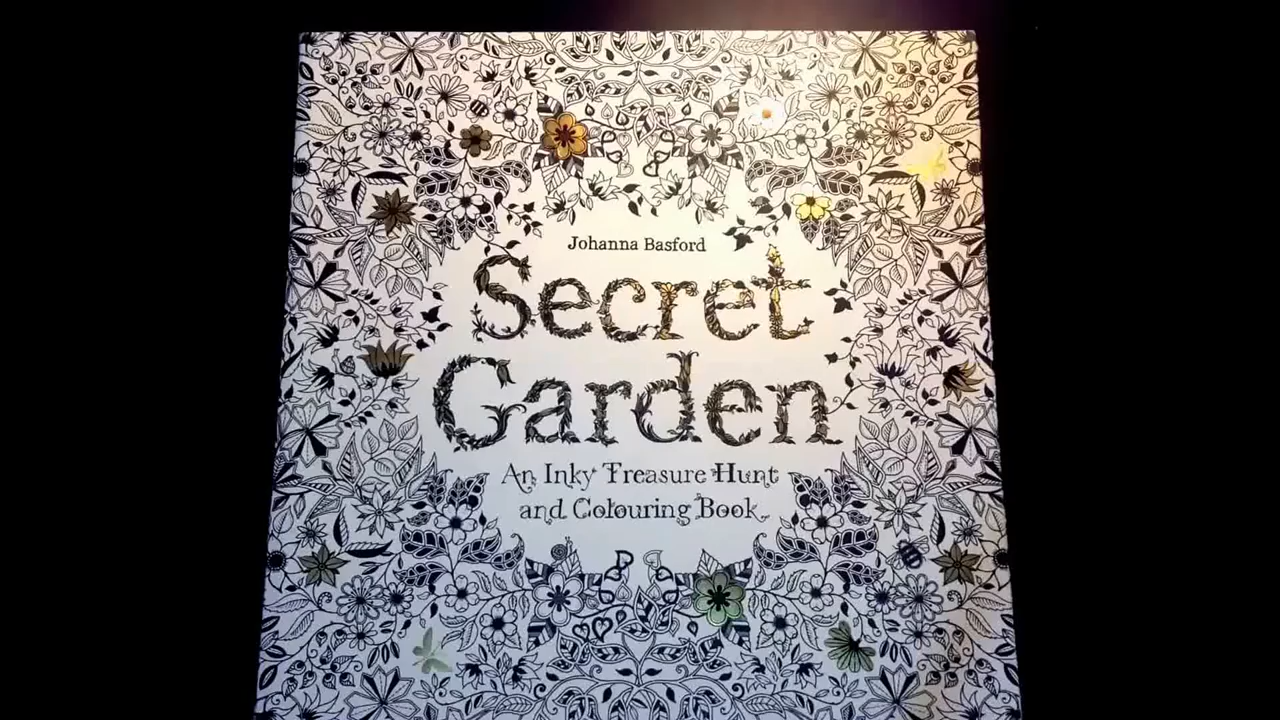 Johanna Basford
Secret
Garden
An Inky Treasure Hunt
and Colouring Book